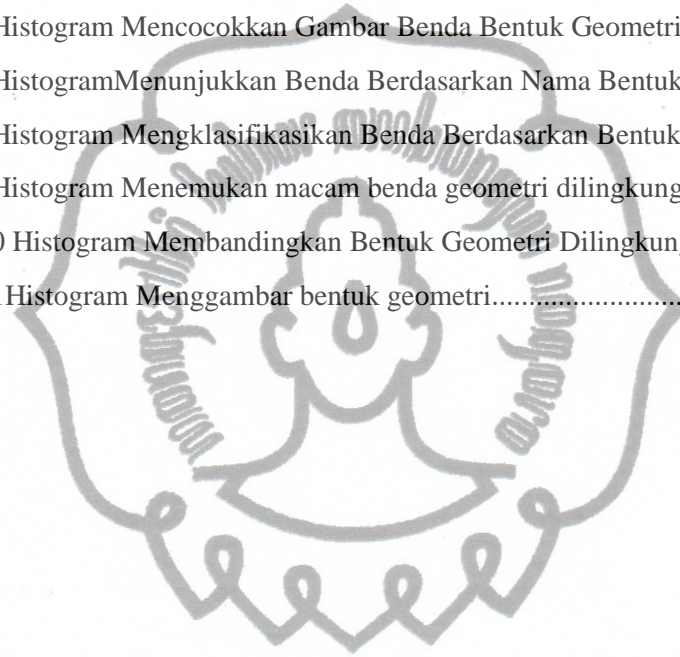 Histogram Mencocokkan Gambar Benda Bentuk Geometri
HistogramMenunjukkan Benda Berdasarkan Nama Bentuk
Histogram Mengklasifikasikan Benda Berdasarkan Bentuk
Histogram Menemukan macam benda geometri dilingkung
0 Histogram Membandingkan Bentuk Geometri Dilingkung
Histogram Menggambar bentuk geometri............................